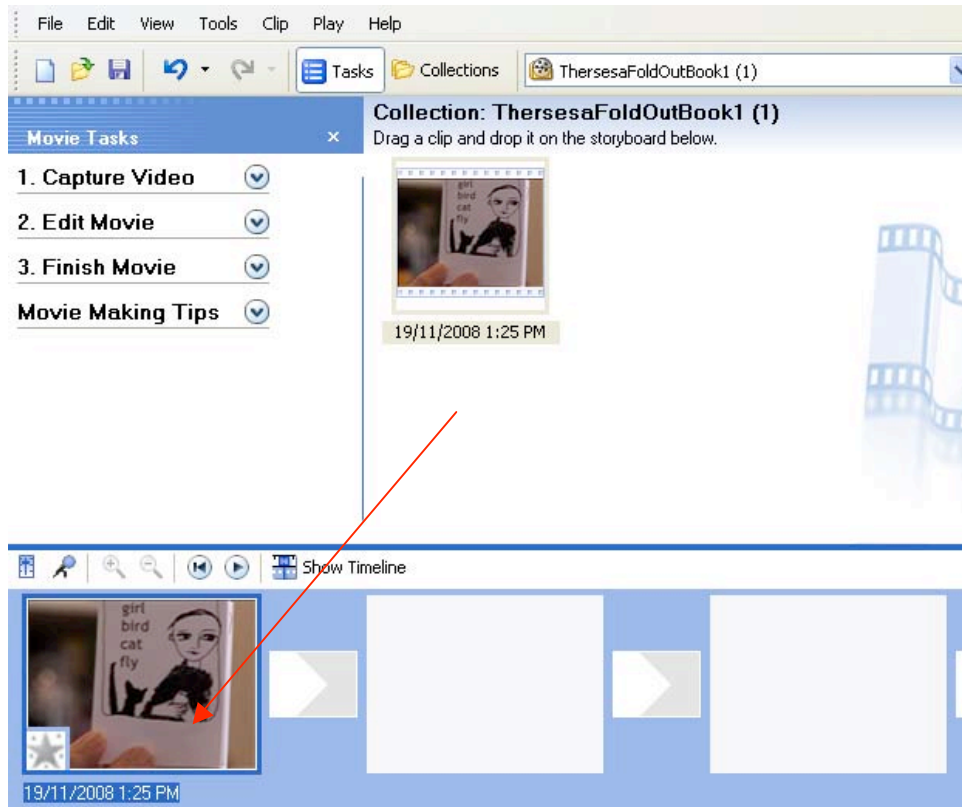 File Edit View Tools Clip Play Help
Tasks Collections ThersesaFoldOutBook1 (1)
Movie Tasks ×
Collection: ThersesaFoldOutBook1 (1)
Drag a clip and drop it on the storyboard below.
1. Capture Video
2. Edit Movie
3. Finish Movie
Movie Making Tips
girl
bird
cat
fly
19/11/2008 1:25 PM
Show Timeline
girl
bird
cat
fly
19/11/2008 1:25 PM